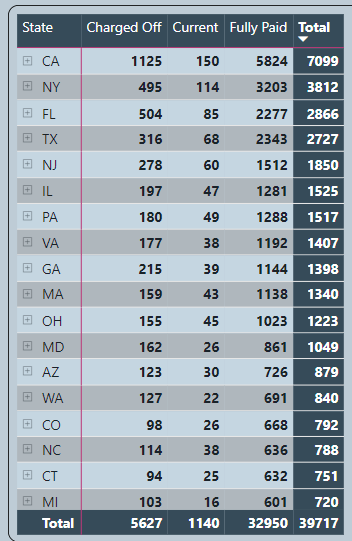 State Charged Off Current Fully Paid Total
CA 1125 150 5824 7099
NY 495 114 3203 3812
FL 504 85 2277 2866
TX 316 68 2343 2727
NJ 278 60 1512 1850
IL 197 47 1281 1525
PA 180 49 1288 1517
VA 177 38 1192 1407
GA 215 39 1144 1398
MA 159 43 1138 1340
OH 155 45 1023 1223
MD 162 26 861 1049
AZ 123 30 726 879
WA 127 22 691 840
CO 98 26 668 792
NC 114 38 636 788
CT 94 25 632 751
MI 103 16 601 720
Total 5627 1140 32950 39717